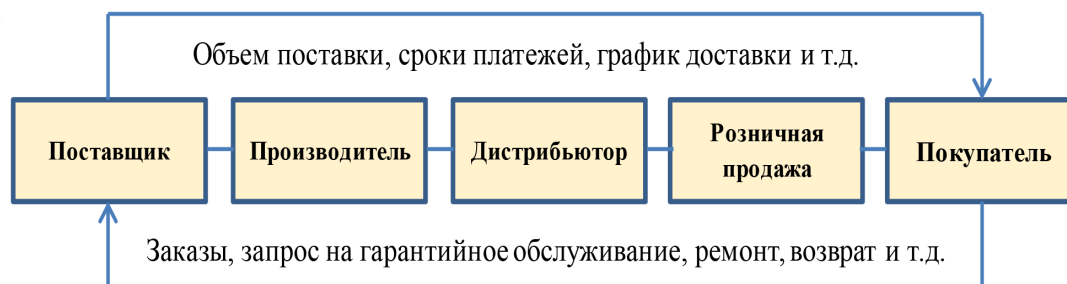 Объем поставки, сроки платежей, график доставки и т.д.
Поставщик
Производитель
Дистрибьютор
Розничная
продажа
Покупатель
Заказы, запрос на гарантийное обслуживание, ремонт, возврат и т.д.